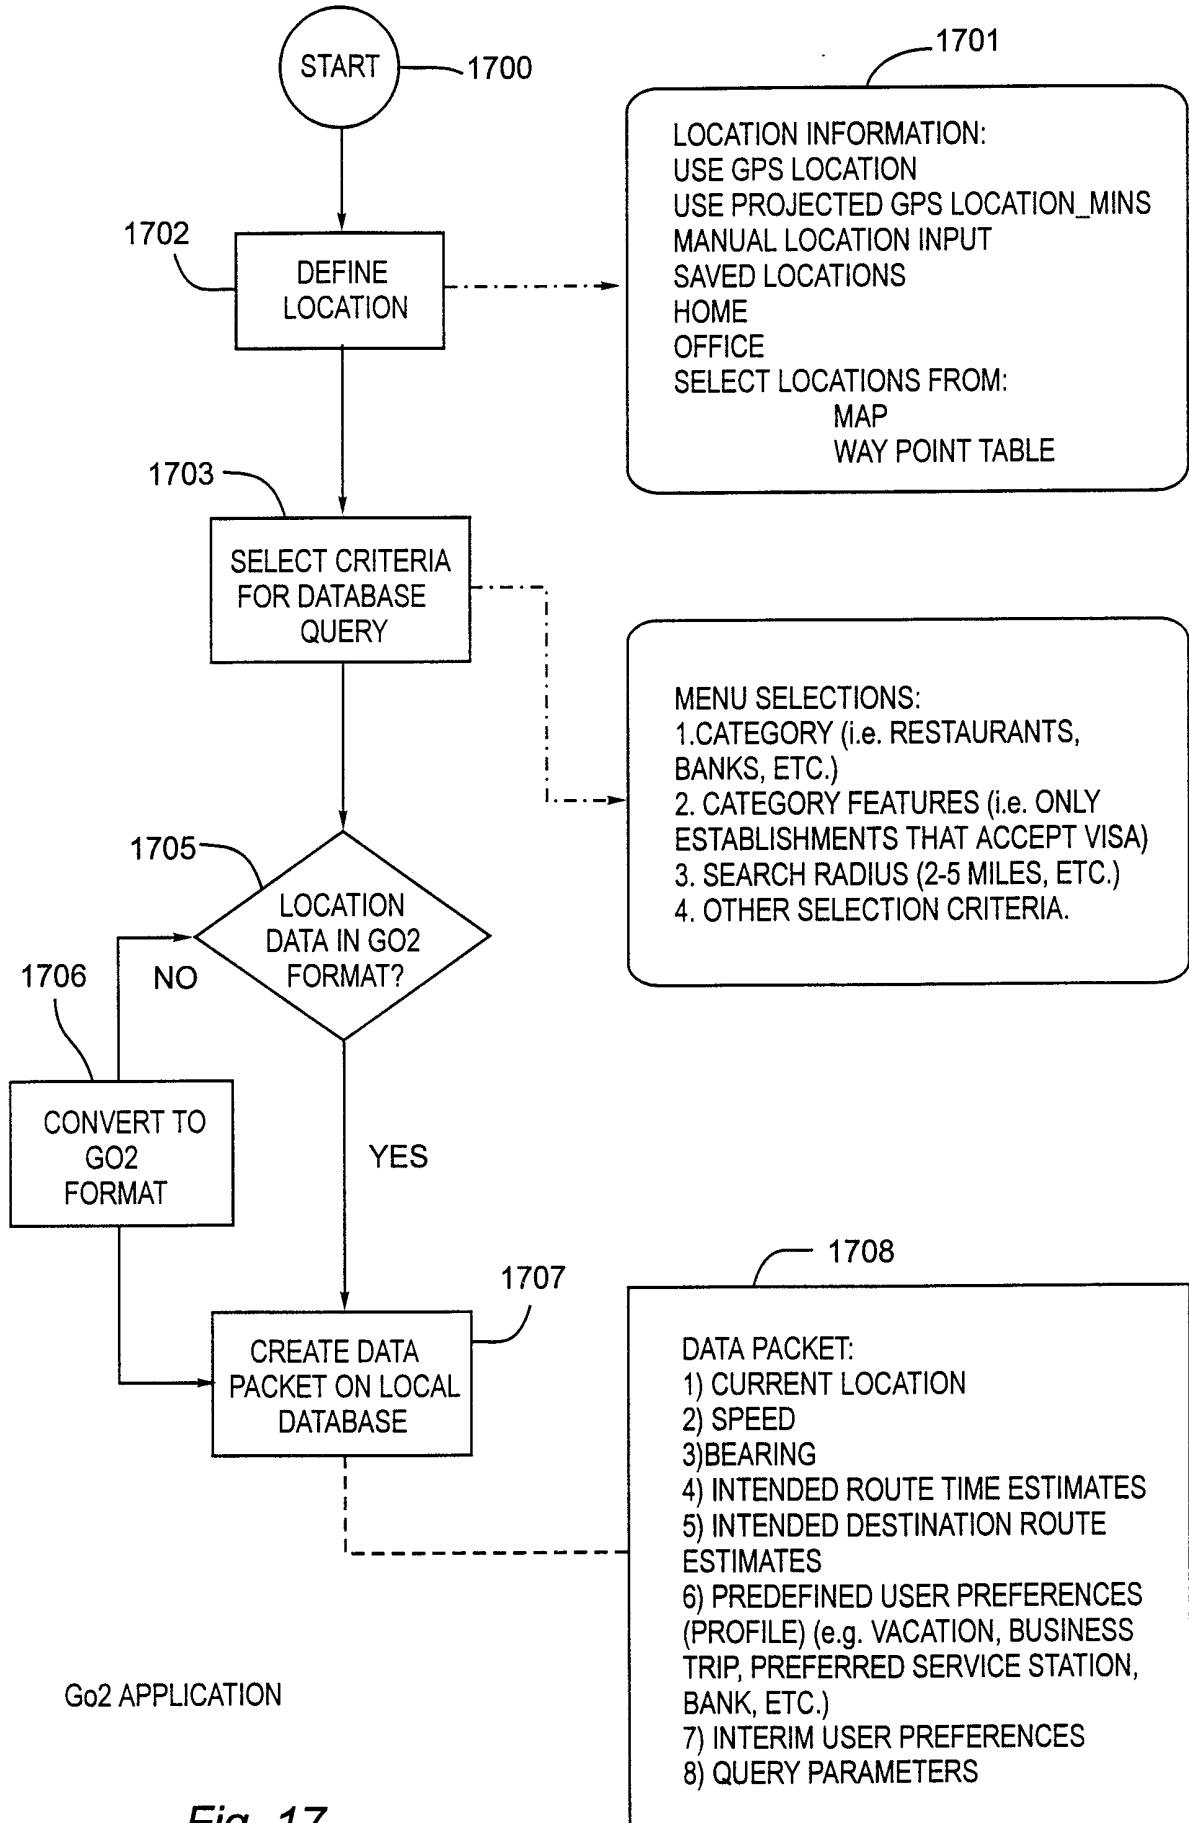 START
1700
1701
LOCATION INFORMATION:
USE GPS LOCATION
USE PROJECTED GPS LOCATION_MINS
MANUAL LOCATION INPUT
SAVED LOCATIONS
HOME
OFFICE
SELECT LOCATIONS FROM:
MAP
WAY POINT TABLE
1702
DEFINE
LOCATION
1703
SELECT CRITERIA
FOR DATABASE
QUERY
MENU SELECTIONS:
1.CATEGORY (i.e. RESTAURANTS,
BANKS, ETC.)
2. CATEGORY FEATURES (i.e. ONLY
ESTABLISHMENTS THAT ACCEPT VISA)
3. SEARCH RADIUS (2-5 MILES, ETC.)
4. OTHER SELECTION CRITERIA.
1705
LOCATION
DATA IN GO2
FORMAT?
NO
1706
CONVERT TO
GO2
FORMAT
YES
1707
CREATE DATA
PACKET ON LOCAL
DATABASE
1708
DATA PACKET:
1) CURRENT LOCATION
2) SPEED
3)BEARING
4) INTENDED ROUTE TIME ESTIMATES
5) INTENDED DESTINATION ROUTE
ESTIMATES
6) PREDEFINED USER PREFERENCES
(PROFILE) (e.g. VACATION, BUSINESS
TRIP, PREFERRED SERVICE STATION,
BANK, ETC.)
7) INTERIM USER PREFERENCES
8) QUERY PARAMETERS
Go2 APPLICATION
Fig. 17